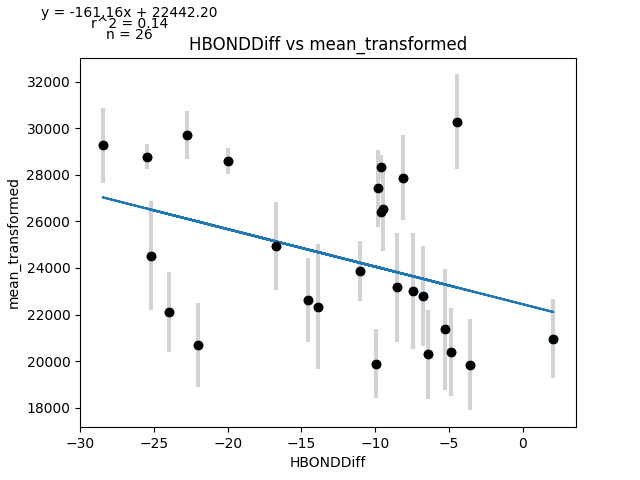 y = -161.16x + 22442.20
r^2 = 0.14
n = 26
HBONDDiff vs mean_transformed
32000
30000
28000
26000
24000
22000
20000
18000
mean_transformed
−30
−25
−20
−15
−10
−5
0
HBONDDiff